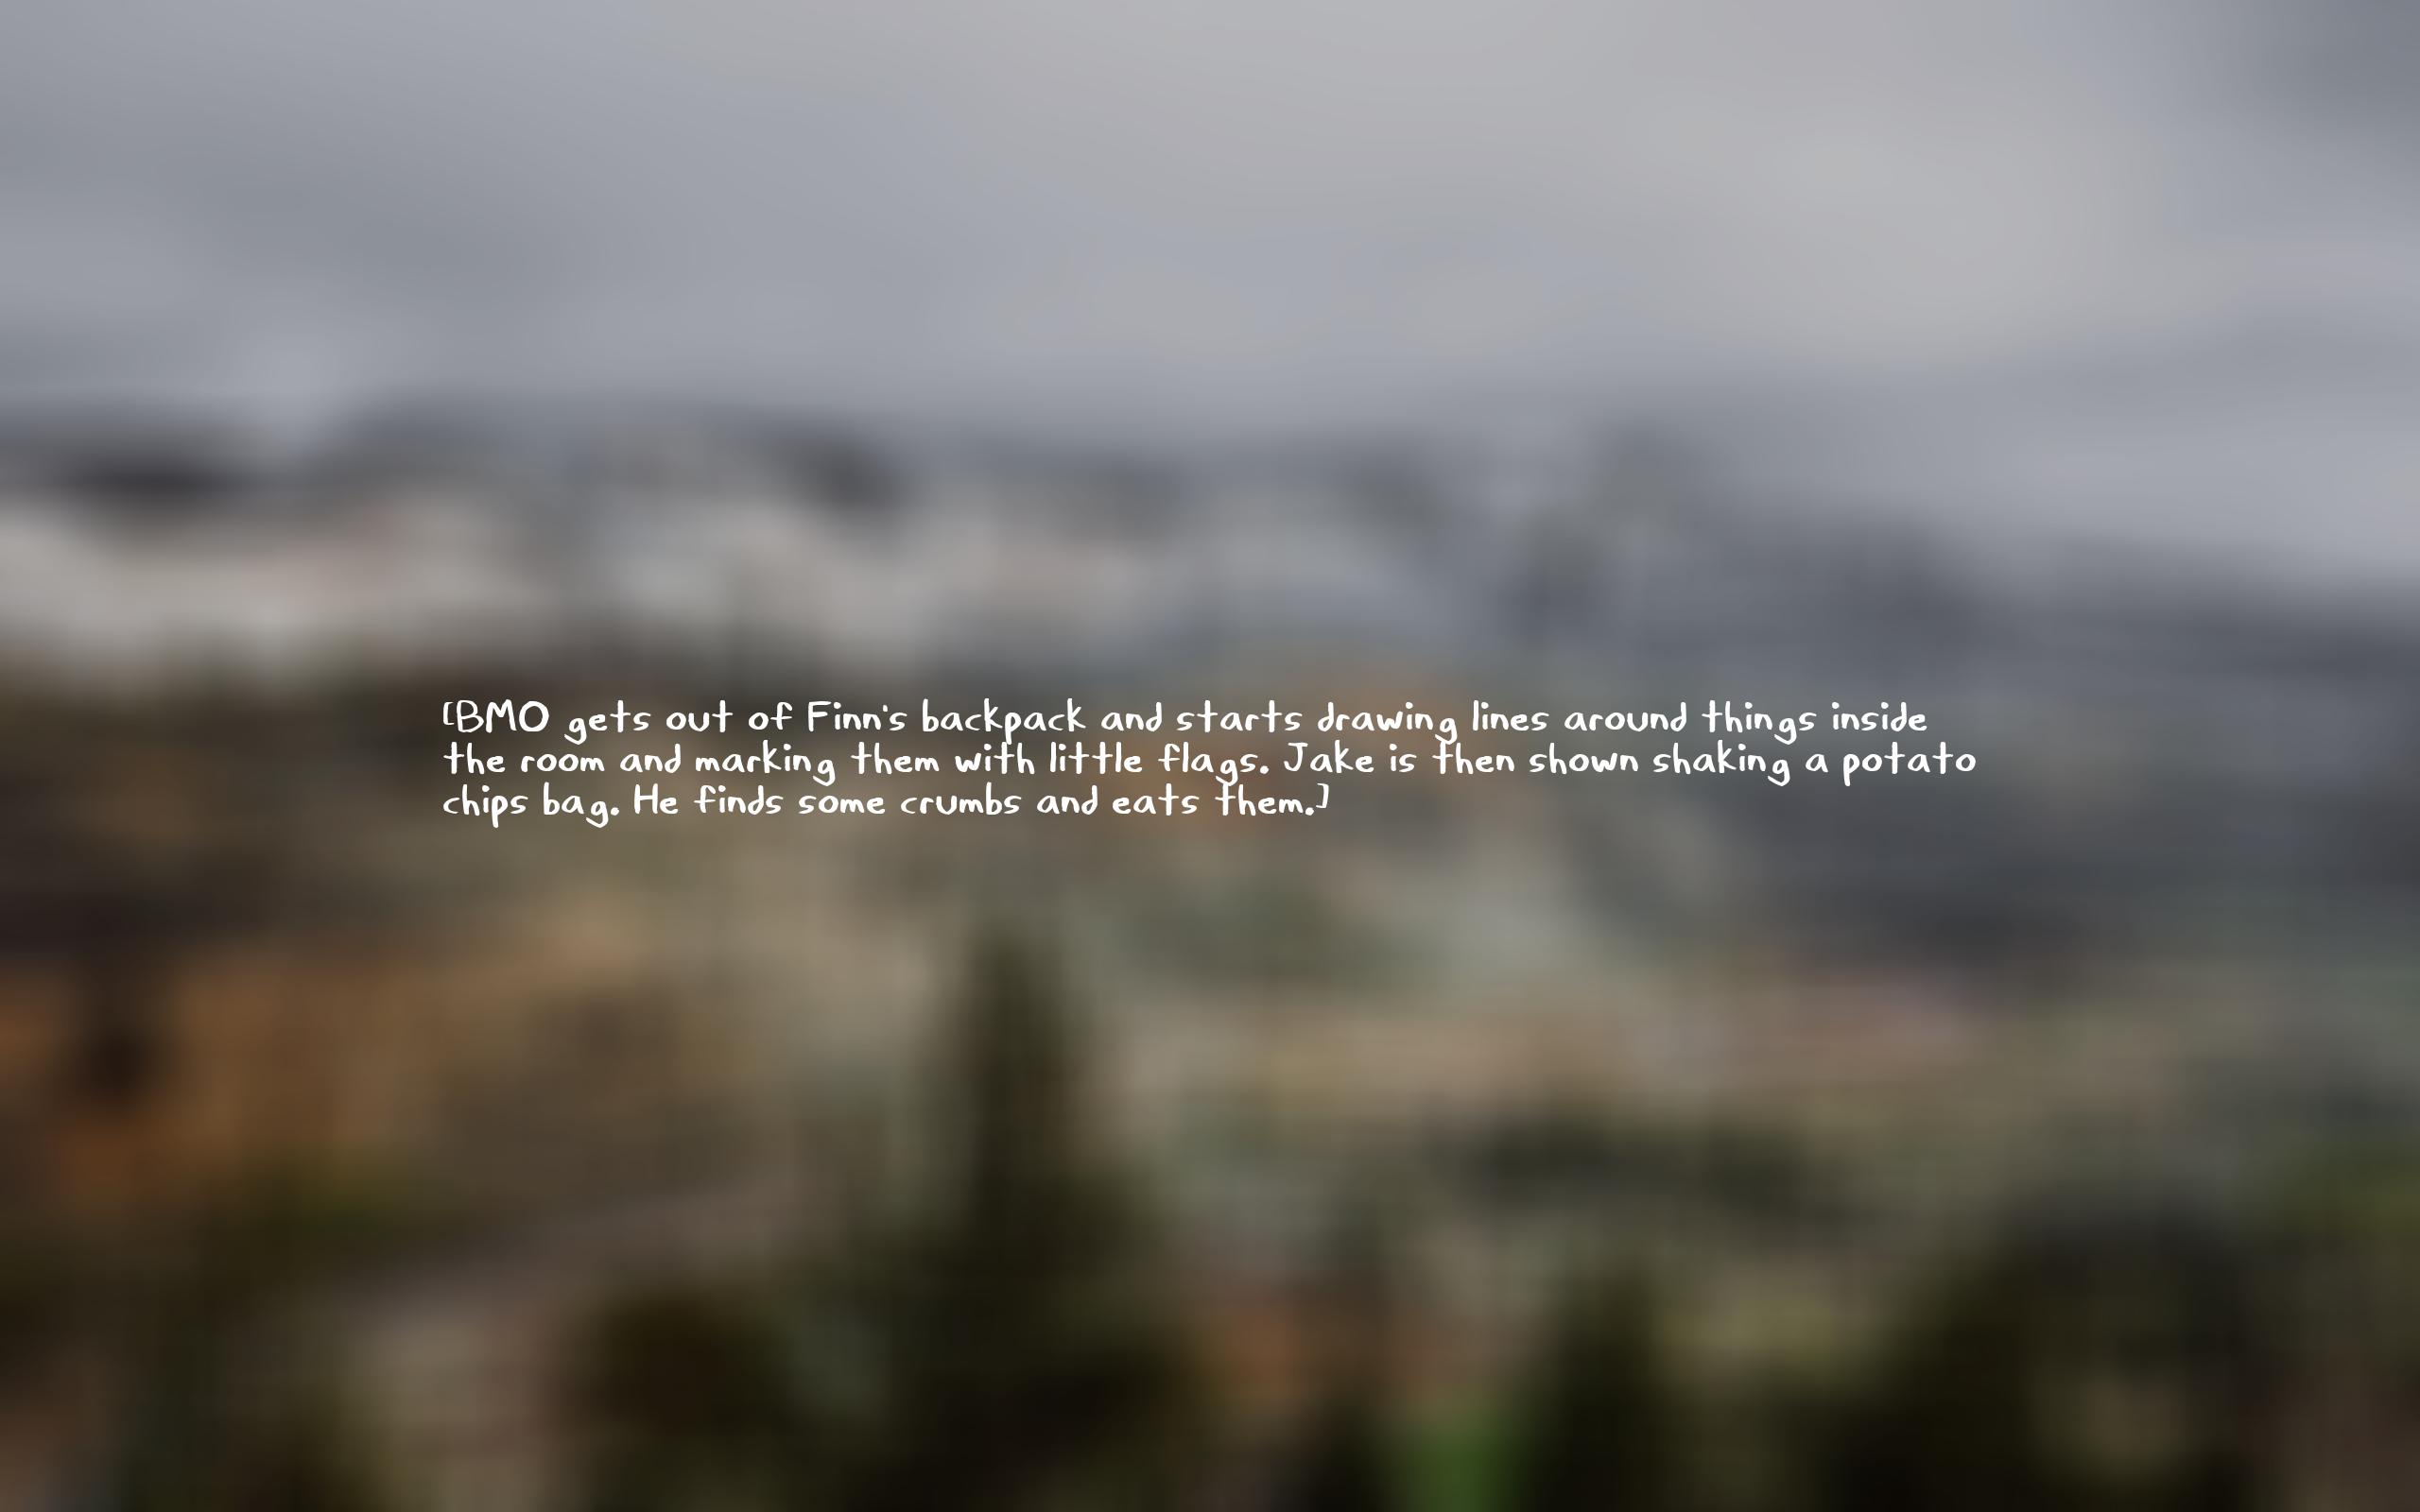 [BMO gets out of Finn's backpack and starts drawing lines around things inside
the room and marking them with little flags. Jake is then shown shaking a potato
chips bag. He finds some crumbs and eats them.]